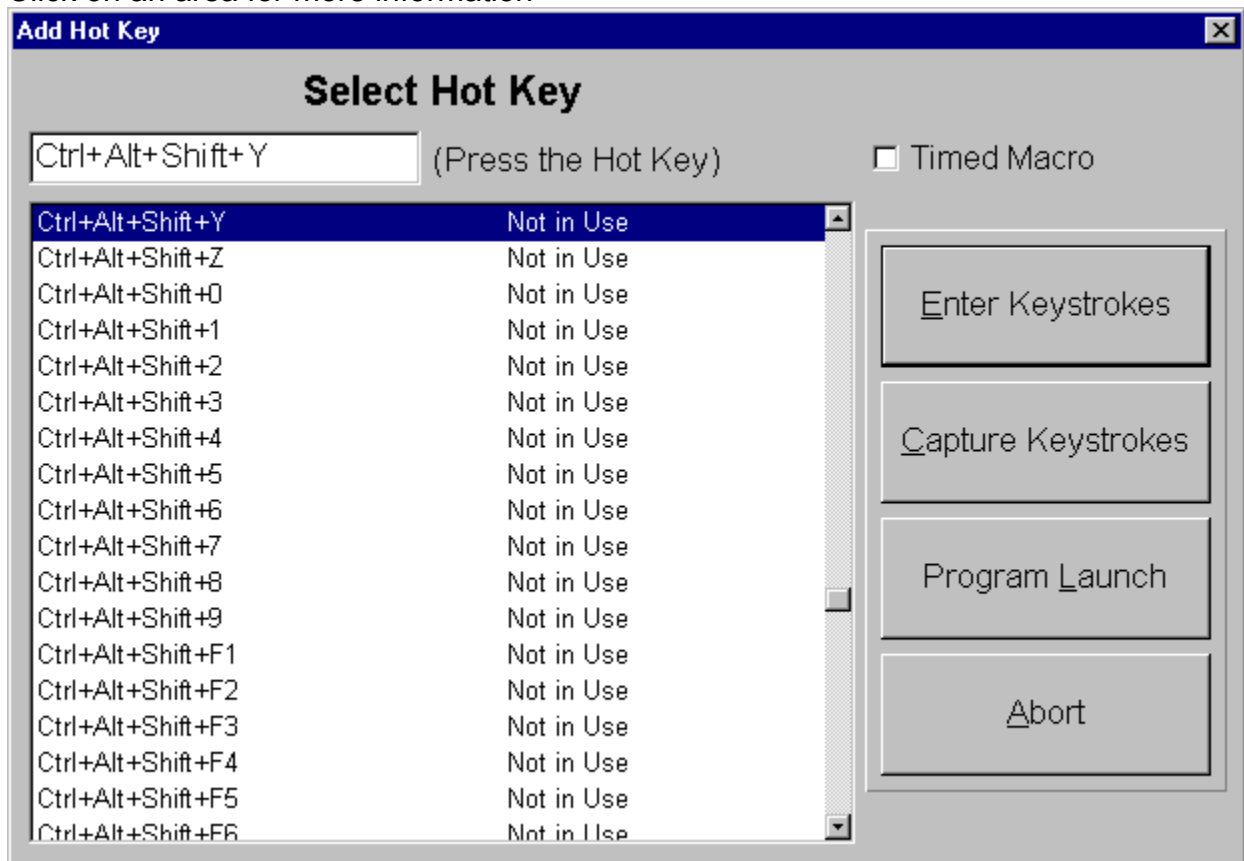 Click on an area for more information
Add Hot Key
Select Hot Key
Ctrl+Alt+Shift+Y (Press the Hot Key) Timed Macro
Ctrl+Alt+Shift+Y Not in Use
Ctrl+Alt+Shift+Z Not in Use
Ctrl+Alt+Shift+0 Not in Use
Ctrl+Alt+Shift+1 Not in Use
Ctrl+Alt+Shift+2 Not in Use
Ctrl+Alt+Shift+3 Not in Use
Ctrl+Alt+Shift+4 Not in Use
Ctrl+Alt+Shift+5 Not in Use
Ctrl+Alt+Shift+6 Not in Use
Ctrl+Alt+Shift+7 Not in Use
Ctrl+Alt+Shift+8 Not in Use
Ctrl+Alt+Shift+9 Not in Use
Ctrl+Alt+Shift+F1 Not in Use
Ctrl+Alt+Shift+F2 Not in Use
Ctrl+Alt+Shift+F3 Not in Use
Ctrl+Alt+Shift+F4 Not in Use
Ctrl+Alt+Shift+F5 Not in Use
Ctrl+Alt+Shift+F6 Not in Use
Enter Keystrokes
Capture Keystrokes
Program Launch
Abort